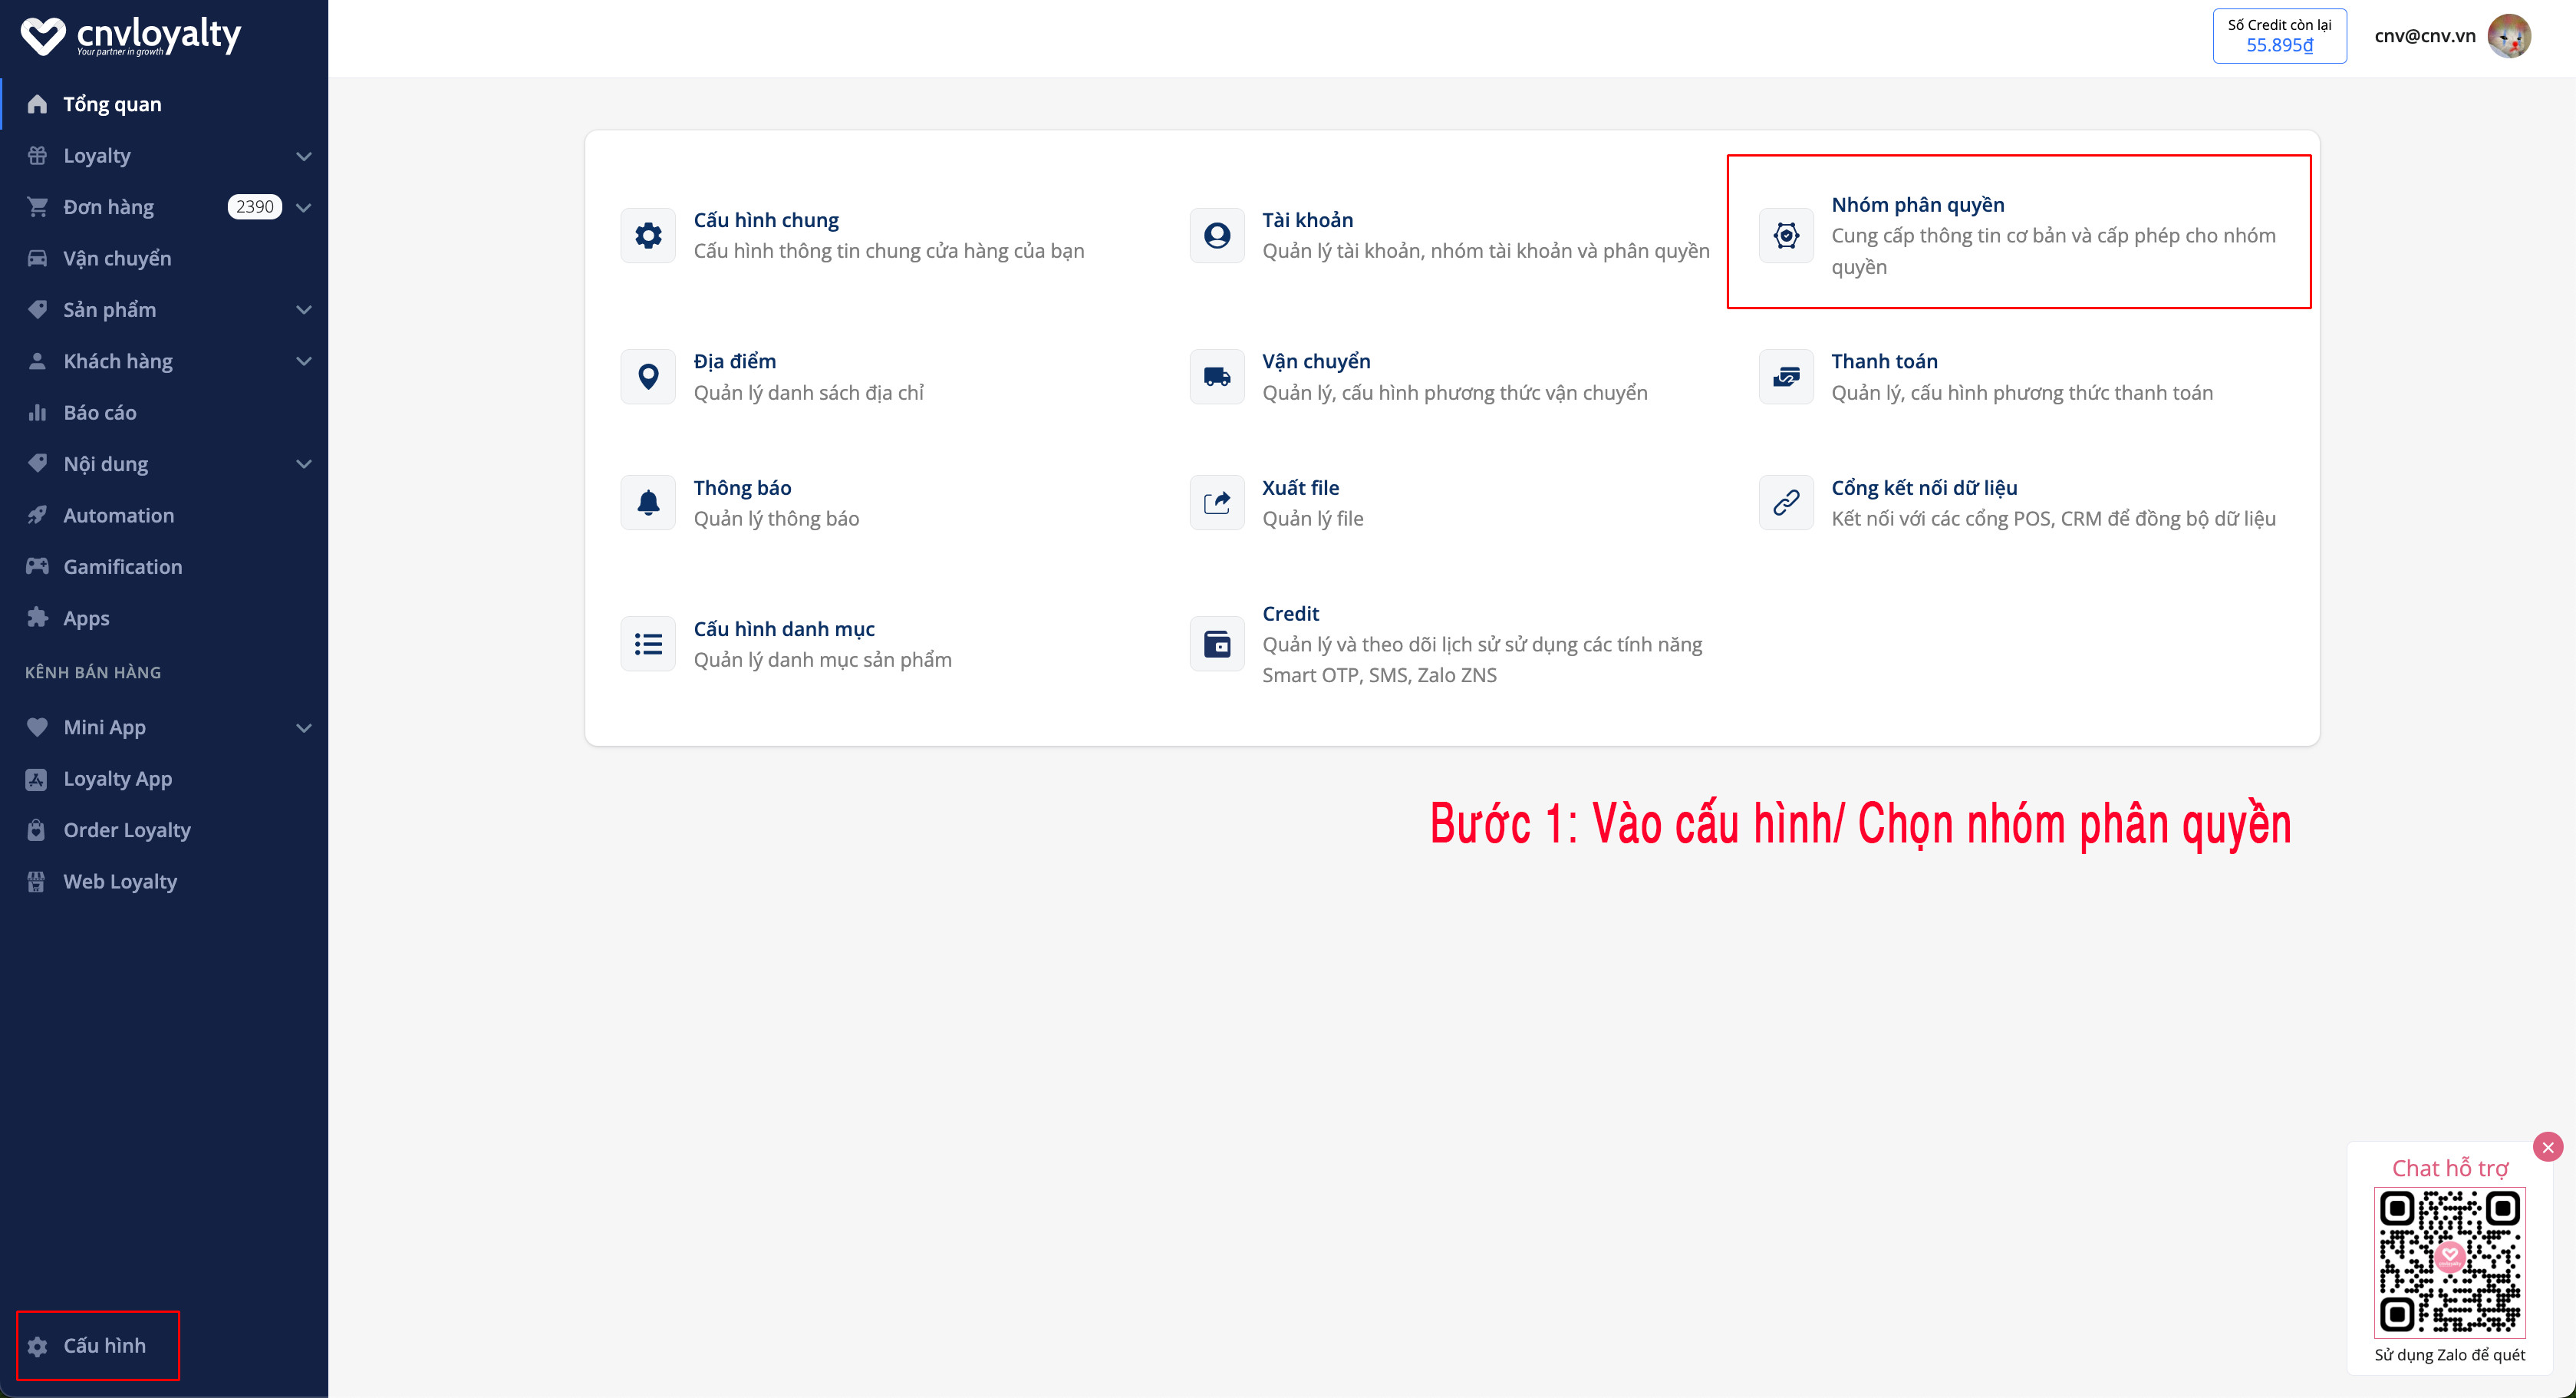 cnvloyalty
Your partner in growth
Số Credit còn lại
55.895₫
cnv@cnv.vn
Tổng quan
Loyalty
Đơn hàng 2390
Vận chuyển
Sản phẩm
Khách hàng
Báo cáo
Nội dung
Automation
Gamification
Apps
KÊNH BÁN HÀNG
Mini App
Loyalty App
Order Loyalty
Web Loyalty
Cấu hình
Cấu hình chung
Cấu hình thông tin chung cửa hàng của bạn
Tài khoản
Quản lý tài khoản, nhóm tài khoản và phân quyền
Nhóm phân quyền
Cung cấp thông tin cơ bản và cấp phép cho nhóm
quyền
Địa điểm
Quản lý danh sách địa chỉ
Vận chuyển
Quản lý, cấu hình phương thức vận chuyển
Thanh toán
Quản lý, cấu hình phương thức thanh toán
Thông báo
Quản lý thông báo
Xuất file
Quản lý file
Cổng kết nối dữ liệu
Kết nối với các cổng POS, CRM để đồng bộ dữ liệu
Cấu hình danh mục
Quản lý danh mục sản phẩm
Credit
Quản lý và theo dõi lịch sử sử dụng các tính năng
Smart OTP, SMS, Zalo ZNS
Bước 1: Vào cấu hình/ Chọn nhóm phân quyền
Chat hỗ trợ
Sử dụng Zalo để quét